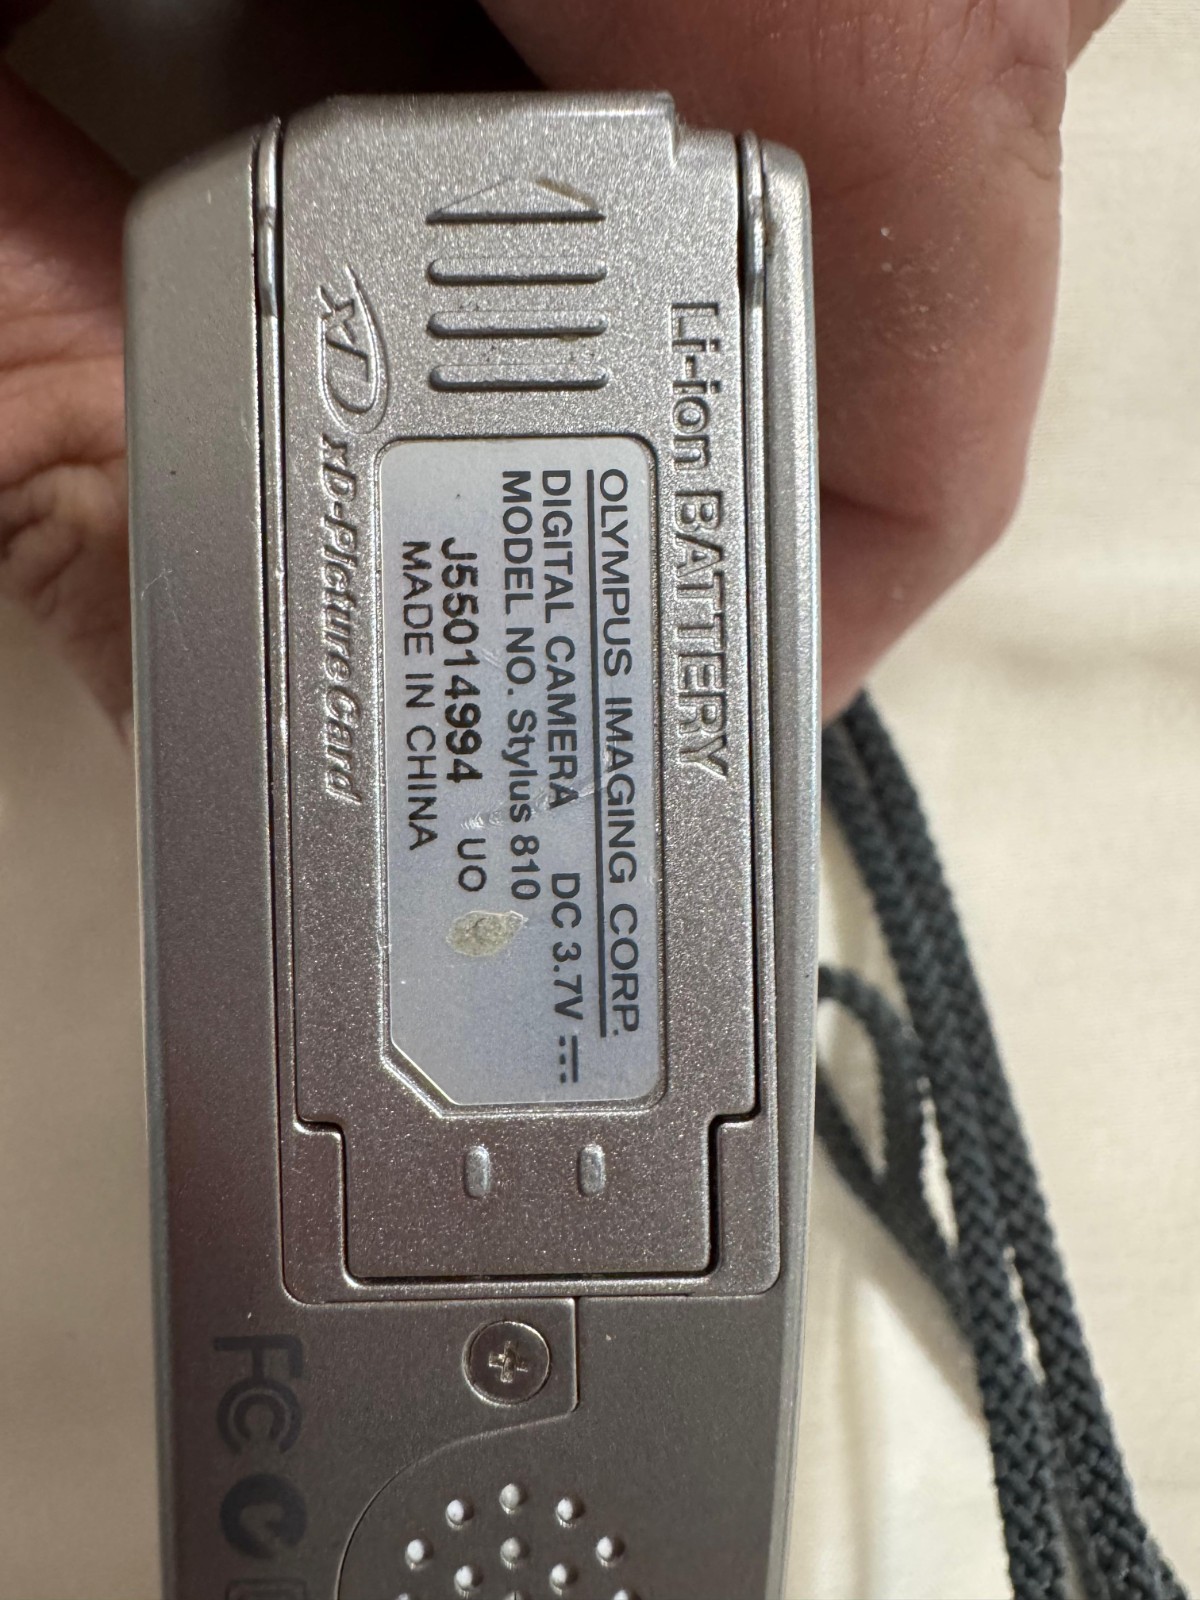 Li-ion BATTERY
OLYMPUS IMAGING CORP.
DIGITAL CAMERA DC 3.7V
MODEL NO. Stylus 810
J55014994 UO
MADE IN CHINA
xD xD-Picture Card
FC